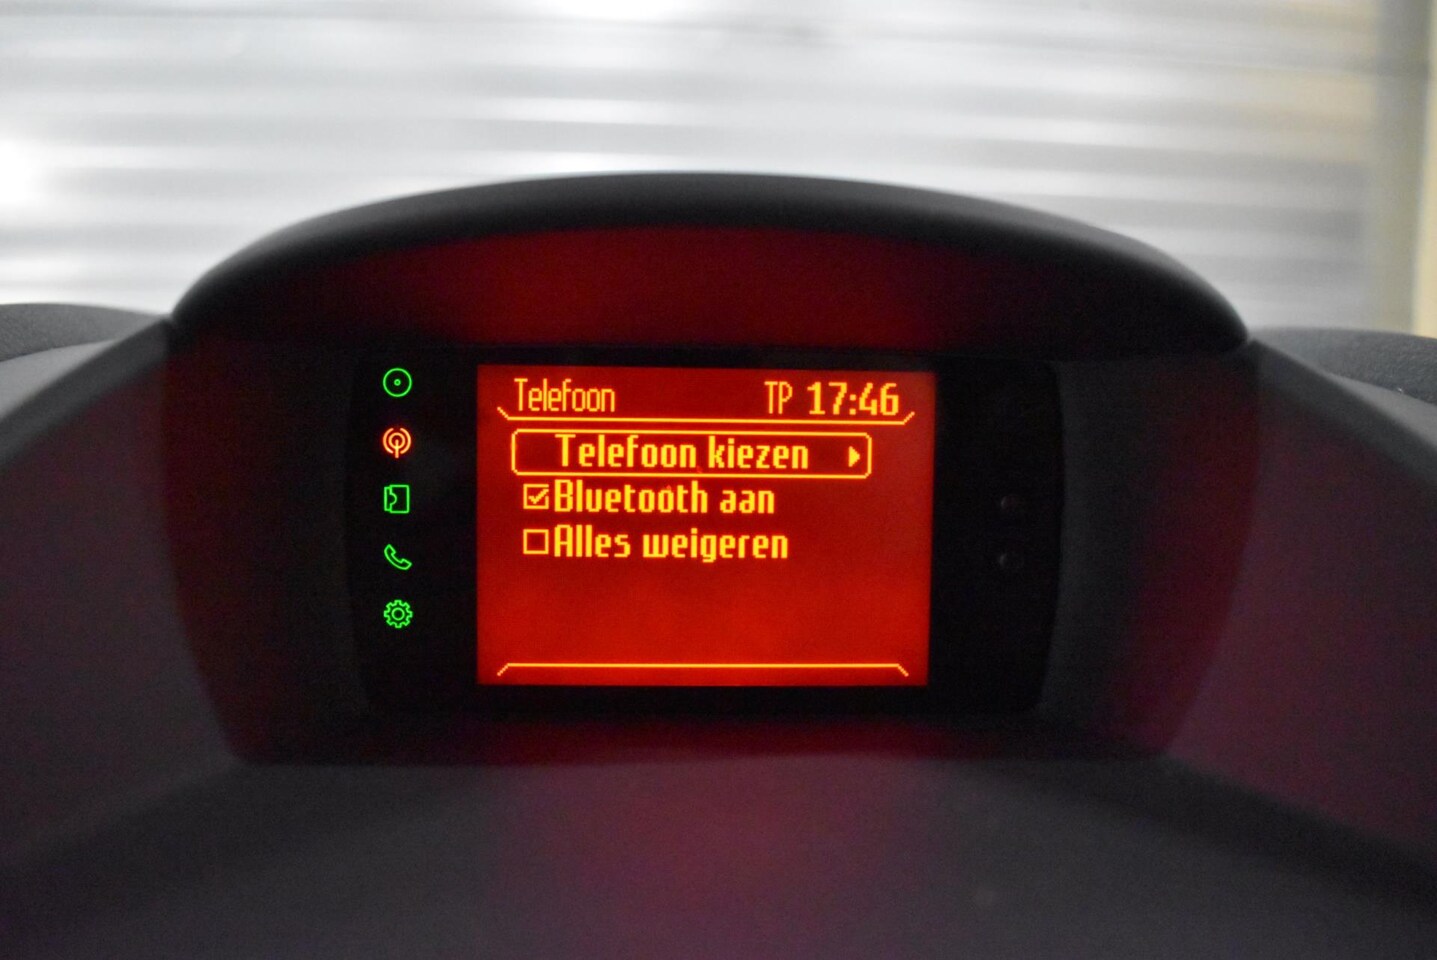 Telefoon TP 17:46
Telefoon kiezen
Bluetooth aan
Alles weigeren